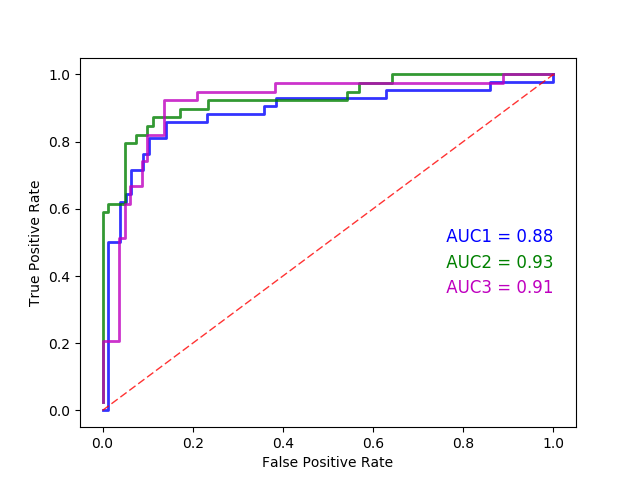 1.0
0.8
0.6
0.4
0.2
0.0
True Positive Rate
AUC1 = 0.88
AUC2 = 0.93
AUC3 = 0.91
0.0 0.2 0.4 0.6 0.8 1.0
False Positive Rate